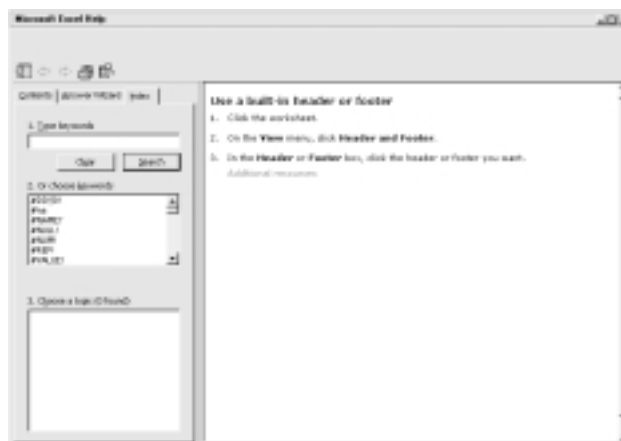 Microsoft Excel Help
Contents
Answer Wizard
Index
1. Type keywords
Clear
Search
2. Or choose keywords
#DIV/0!
#N/A
#NAME?
#NULL!
#NUM!
#REF!
#VALUE!
3. Choose a topic (0 found)
Use a built-in header or footer
1. Click the worksheet.
2. On the View menu, click Header and Footer.
3. In the Header or Footer box, click the header or footer you want.
Additional resources